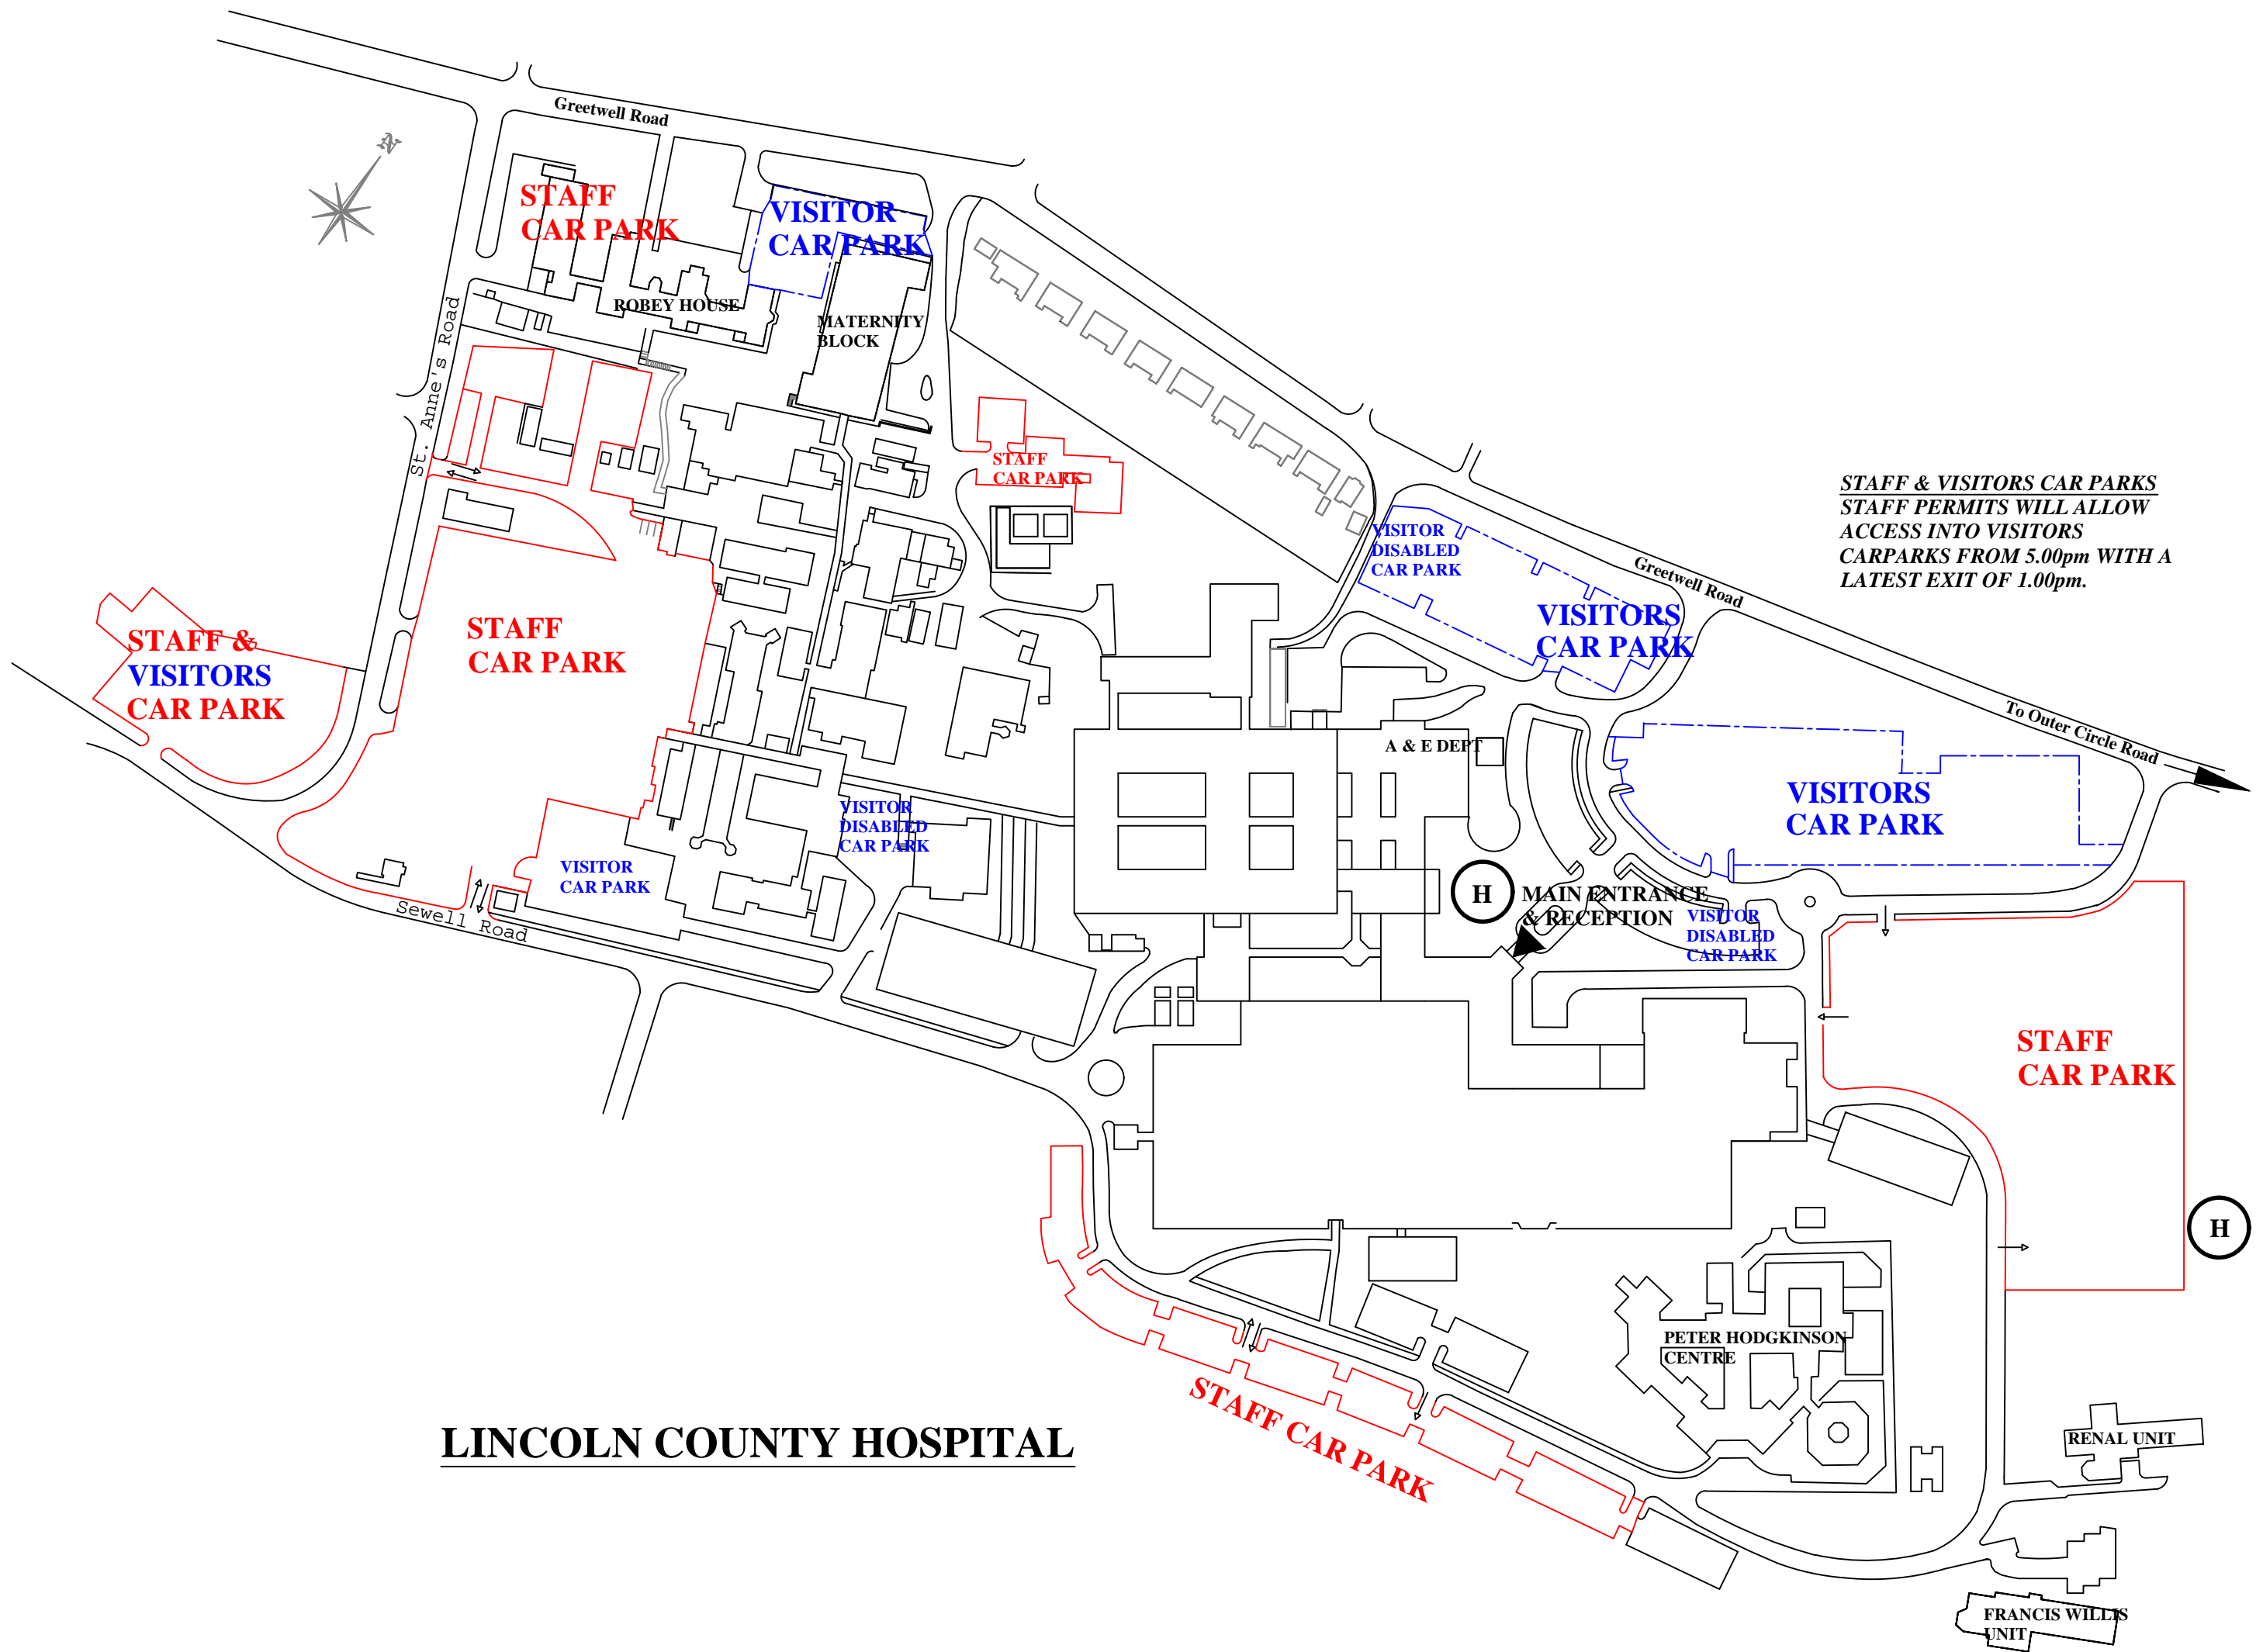 Greetwell Road
N
STAFF
CAR PARK
VISITOR
CAR PARK
ROBEY HOUSE
MATERNITY
BLOCK
St. Anne's Road
STAFF
CAR PARK
STAFF & VISITORS CAR PARKS
STAFF PERMITS WILL ALLOW
ACCESS INTO VISITORS
CARPARKS FROM 5.00pm WITH A
LATEST EXIT OF 1.00pm.
VISITOR
DISABLED
CAR PARK
Greetwell Road
VISITORS
CAR PARK
STAFF &
VISITORS
CAR PARK
STAFF
CAR PARK
To Outer Circle Road
A & E DEPT
VISITORS
CAR PARK
VISITOR
DISABLED
CAR PARK
VISITOR
CAR PARK
Sewell Road
H
MAIN ENTRANCE
& RECEPTION
VISITOR
DISABLED
CAR PARK
STAFF
CAR PARK
H
PETER HODGKINSON
CENTRE
STAFF CAR PARK
LINCOLN COUNTY HOSPITAL
RENAL UNIT
FRANCIS WILLIS
UNIT